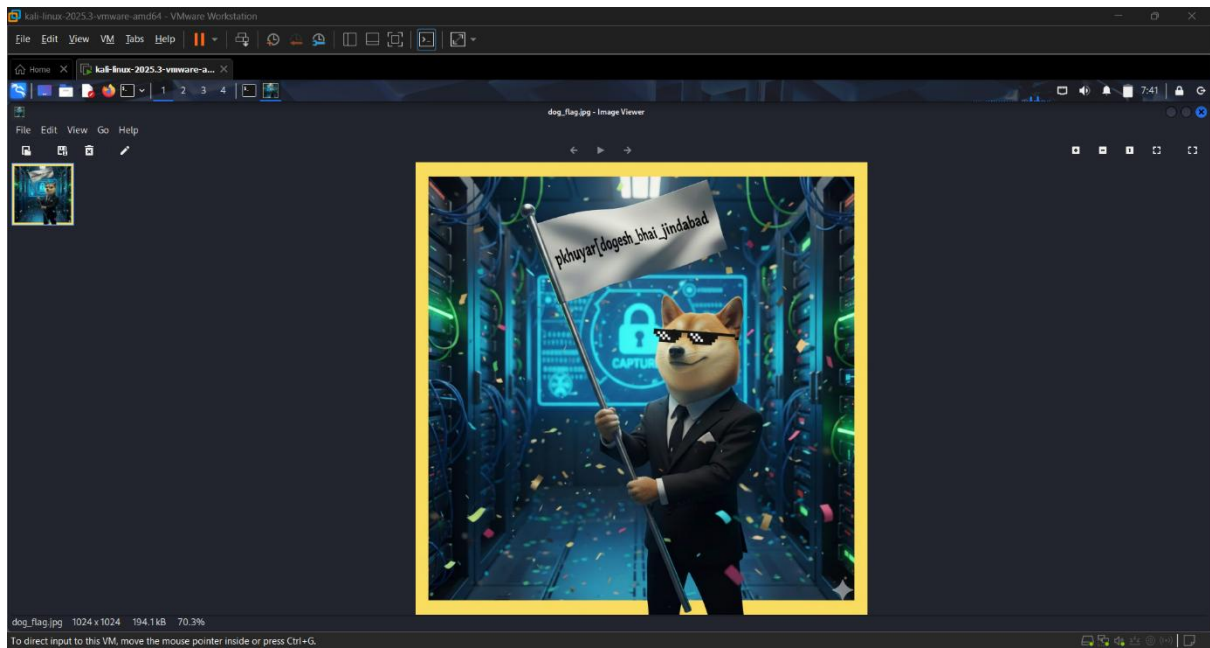 kali-linux-2025.3-vmware-amd64 - VMware Workstation
File Edit View VM Tabs Help
Home kali-linux-2025.3-vmware-a...
1 2 3 4
7:41
dog_flag.jpg - Image Viewer
File Edit View Go Help
pkhuyar{dogesh_bhai_jindabad
CAPTUR
dog_flag.jpg 1024 x 1024 194.1 kB 70.3%
To direct input to this VM, move the mouse pointer inside or press Ctrl+G.